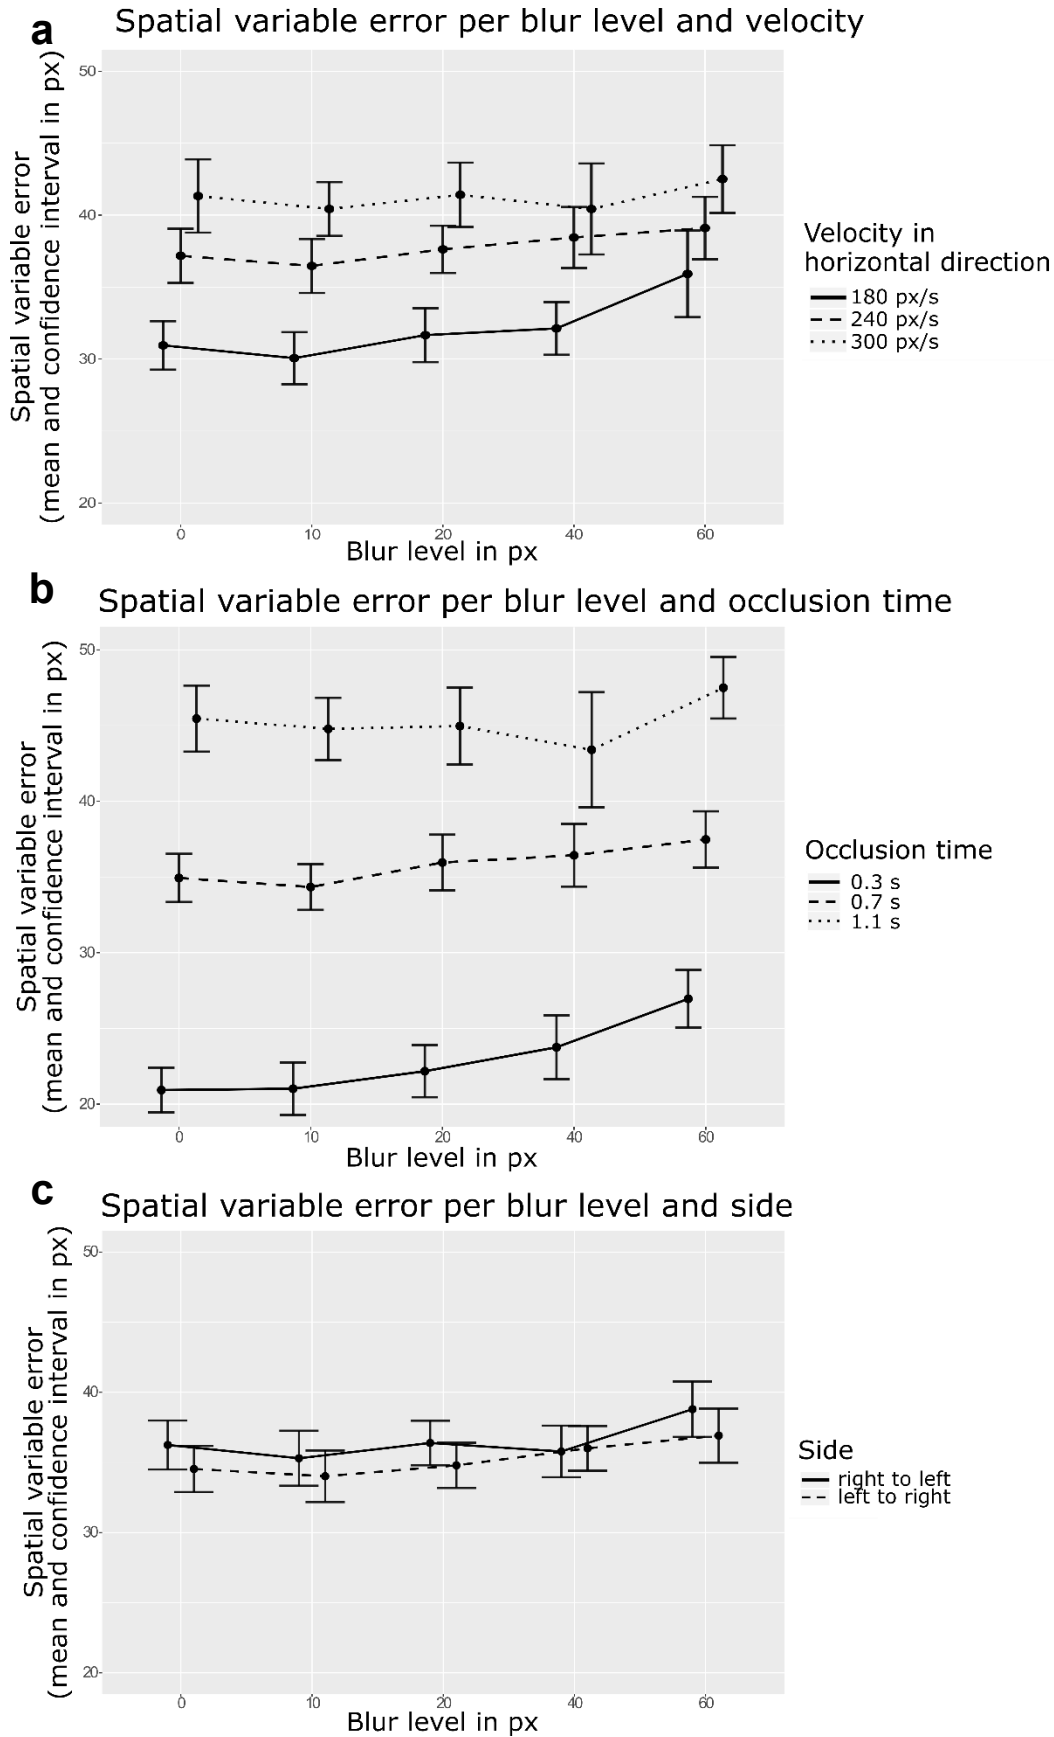 a
Spatial variable error per blur level and velocity
Spatial variable error
(mean and confidence interval in px)
50
40
30
20
0 10 20 40 60
Blur level in px
Velocity in
horizontal direction
180 px/s
240 px/s
300 px/s
b
Spatial variable error per blur level and occlusion time
Spatial variable error
(mean and confidence interval in px)
50
40
30
20
0 10 20 40 60
Blur level in px
Occlusion time
0.3 s
0.7 s
1.1 s
c
Spatial variable error per blur level and side
Spatial variable error
(mean and confidence interval in px)
50
40
30
20
0 10 20 40 60
Blur level in px
Side
right to left
left to right